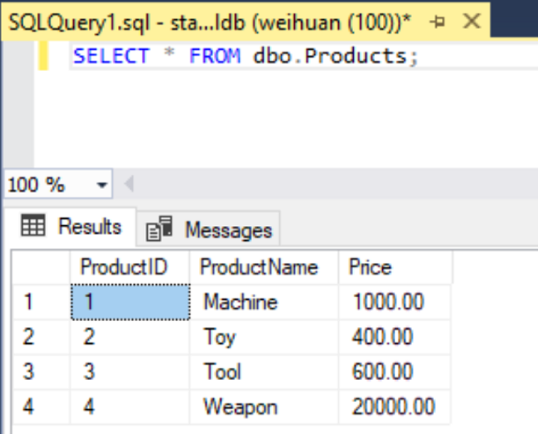 SQLQuery1.sql - sta...ldb (weihuan (100))*
SELECT * FROM dbo.Products;
100 %
Results Messages
ProductID ProductName Price
1 1 Machine 1000.00
2 2 Toy 400.00
3 3 Tool 600.00
4 4 Weapon 20000.00